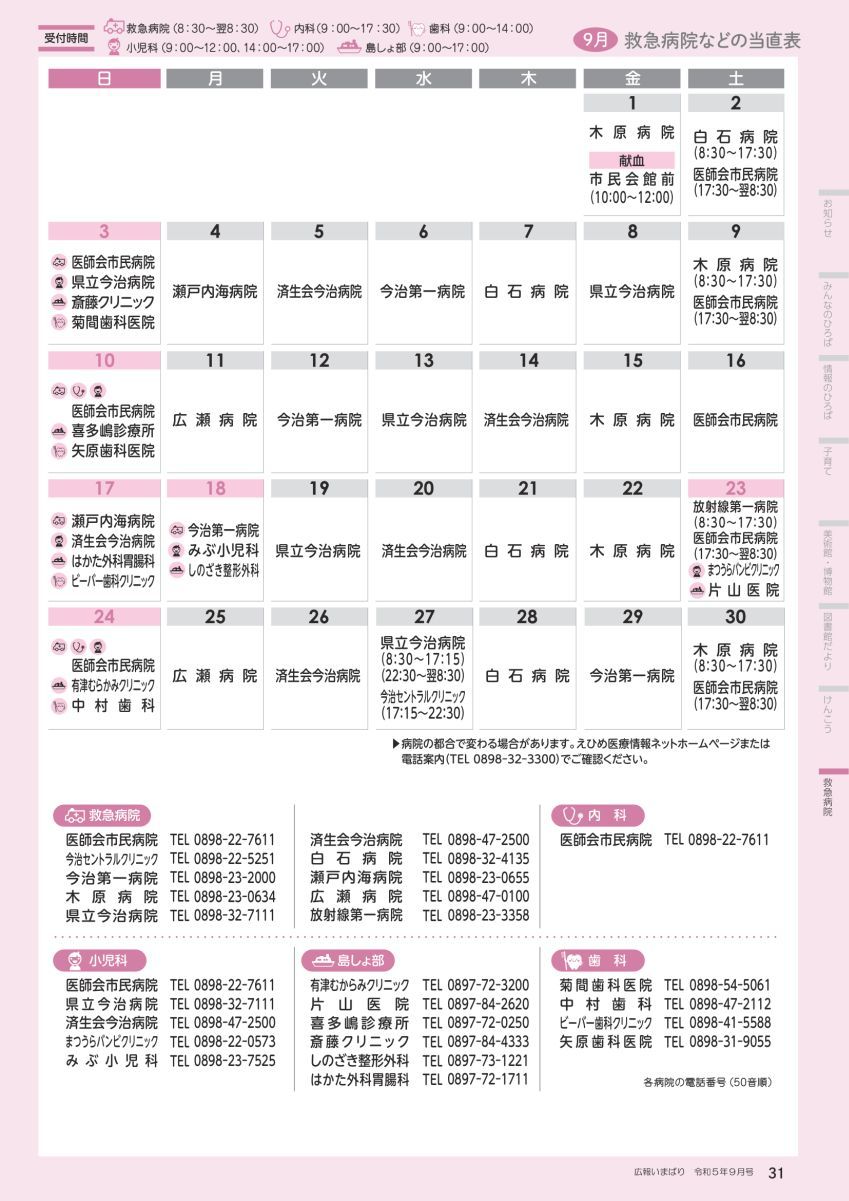 受付時間
救急病院(8:30〜翌8:30) 内科(9:00〜17:30) 歯科(9:00〜14:00)
小児科(9:00〜12:00、14:00〜17:00) 島しょ部(9:00〜17:00)
9月 救急病院などの当直表
日 月 火 水 木 金 土
1 2
木原病院
献血
市民会館前
(10:00〜12:00)
白石病院
(8:30〜17:30)
医師会市民病院
(17:30〜翌8:30)
3 4 5 6 7 8 9
医師会市民病院
県立今治病院
斎藤クリニック
菊間歯科医院
瀬戸内海病院
済生会今治病院
今治第一病院
白石病院
県立今治病院
木原病院
(8:30〜17:30)
医師会市民病院
(17:30〜翌8:30)
10 11 12 13 14 15 16
医師会市民病院
喜多嶋診療所
矢原歯科医院
広瀬病院
今治第一病院
県立今治病院
済生会今治病院
木原病院
医師会市民病院
17 18 19 20 21 22 23
瀬戸内海病院
済生会今治病院
はかた外科胃腸科
ビーバー歯科クリニック
今治第一病院
みぶ小児科
しのざき整形外科
県立今治病院
済生会今治病院
白石病院
木原病院
放射線第一病院
(8:30〜17:30)
医師会市民病院
(17:30〜翌8:30)
まつうらバンビクリニック
片山医院
24 25 26 27 28 29 30
医師会市民病院
有津むらかみクリニック
中村歯科
広瀬病院
済生会今治病院
県立今治病院
(8:30〜17:15)
(22:30〜翌8:30)
今治セントラルクリニック
(17:15〜22:30)
白石病院
今治第一病院
木原病院
(8:30〜17:30)
医師会市民病院
(17:30〜翌8:30)
▶病院の都合で変わる場合があります。えひめ医療情報ネットホームページまたは
電話案内(TEL 0898-32-3300)でご確認ください。
救急病院
医師会市民病院 TEL 0898-22-7611
今治セントラルクリニック TEL 0898-22-5251
今治第一病院 TEL 0898-23-2000
木原病院 TEL 0898-23-0634
県立今治病院 TEL 0898-32-7111
済生会今治病院 TEL 0898-47-2500
白石病院 TEL 0898-32-4135
瀬戸内海病院 TEL 0898-23-0655
広瀬病院 TEL 0898-47-0100
放射線第一病院 TEL 0898-23-3358
内科
医師会市民病院 TEL 0898-22-7611
小児科
医師会市民病院 TEL 0898-22-7611
県立今治病院 TEL 0898-32-7111
済生会今治病院 TEL 0898-47-2500
まつうらバンビクリニック TEL 0898-22-0573
みぶ小児科 TEL 0898-23-7525
島しょ部
有津むらかみクリニック TEL 0897-72-3200
片山医院 TEL 0897-84-2620
喜多嶋診療所 TEL 0897-72-0250
斎藤クリニック TEL 0897-84-4333
しのざき整形外科 TEL 0897-73-1221
はかた外科胃腸科 TEL 0897-72-1711
歯科
菊間歯科医院 TEL 0898-54-5061
中村歯科 TEL 0898-47-2112
ビーバー歯科クリニック TEL 0898-41-5588
矢原歯科医院 TEL 0898-31-9055
各病院の電話番号(50音順)
お知らせ
みんなのひろば
情報のひろば
子育て
美術館・博物館
図書館だより
けんこう
救急病院
広報いまばり 令和5年9月号 31